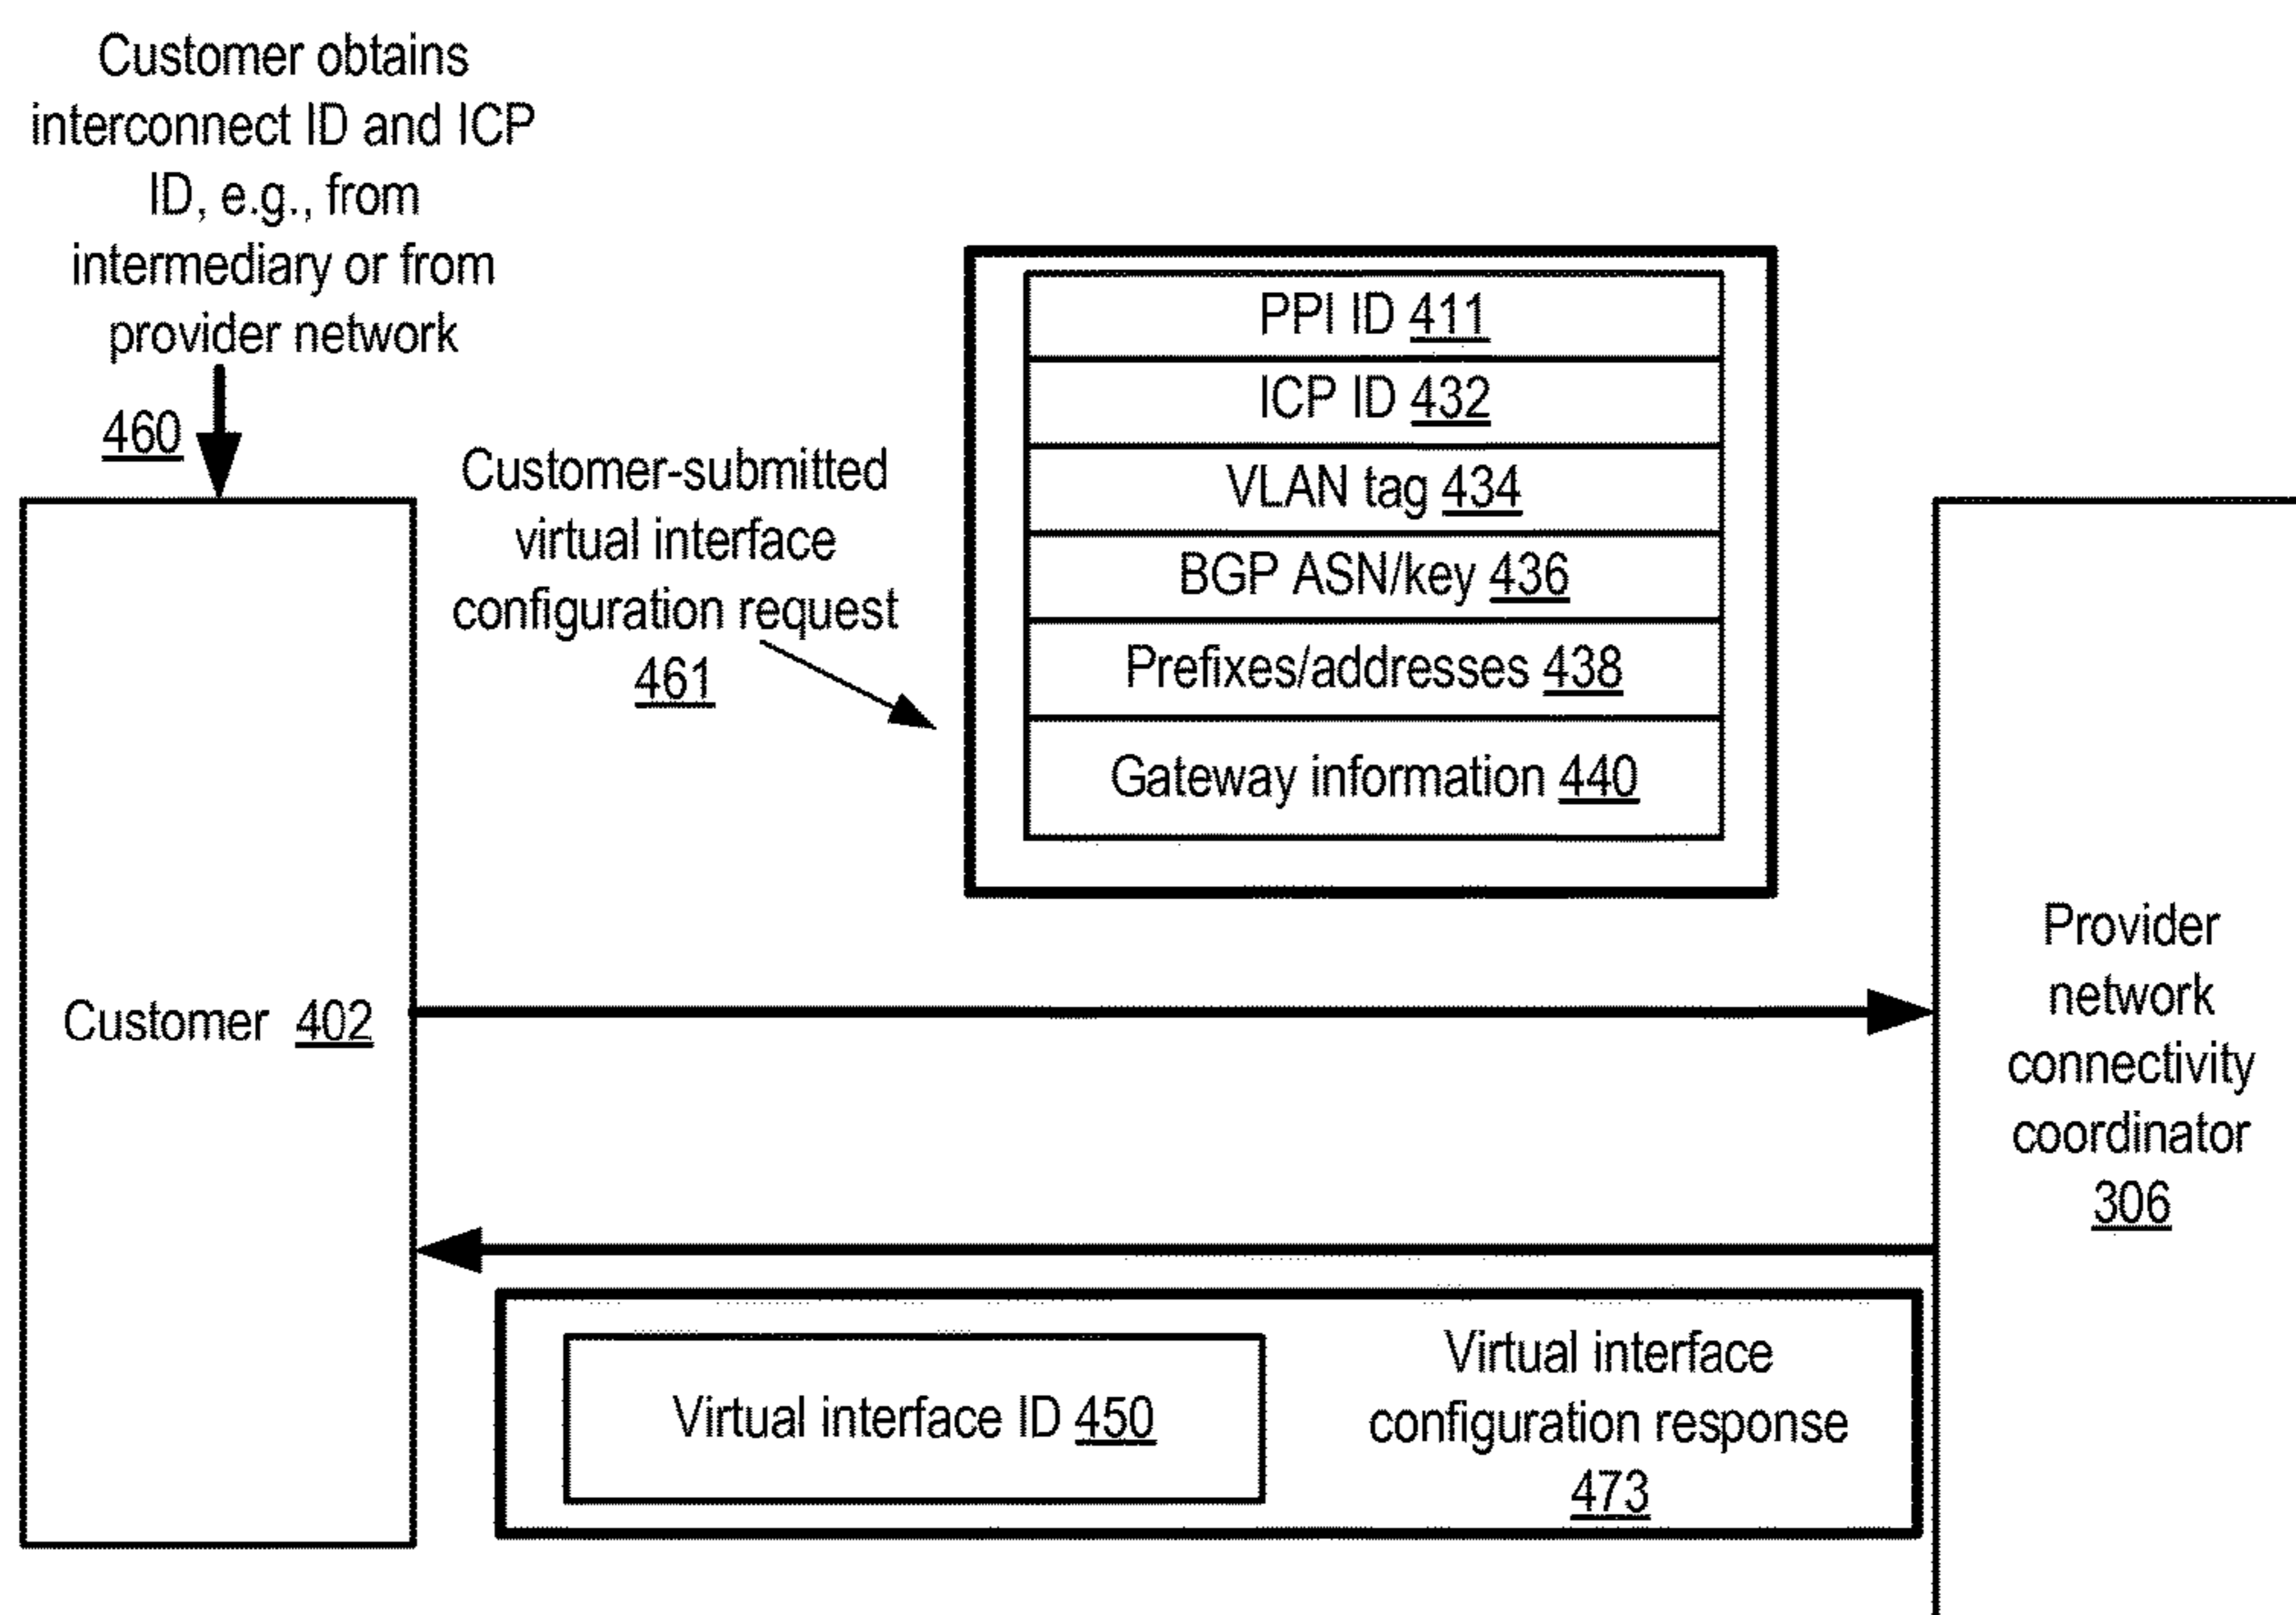 Customer obtains
interconnect ID and ICP
ID, e.g., from
intermediary or from
provider network
460
Customer-submitted
virtual interface
configuration request
461
PPI ID 411
ICP ID 432
VLAN tag 434
BGP ASN/key 436
Prefixes/addresses 438
Gateway information 440
Customer 402
Provider
network
connectivity
coordinator
306
Virtual interface ID 450
Virtual interface
configuration response
473